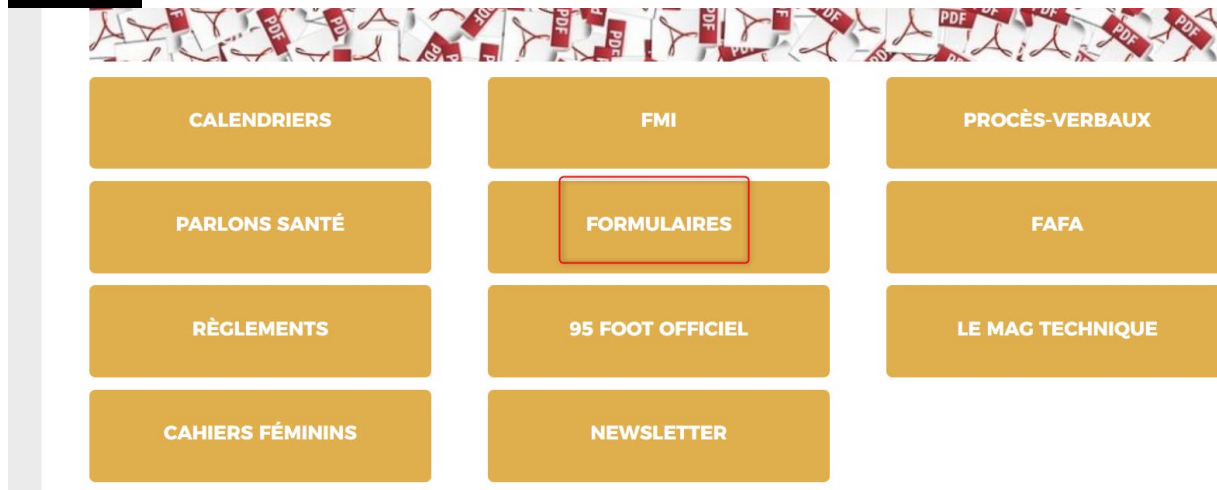 CALENDRIERS
FMI
PROCÈS-VERBAUX
PARLONS SANTÉ
FORMULAIRES
FAFA
RÈGLEMENTS
95 FOOT OFFICIEL
LE MAG TECHNIQUE
CAHIERS FÉMININS
NEWSLETTER